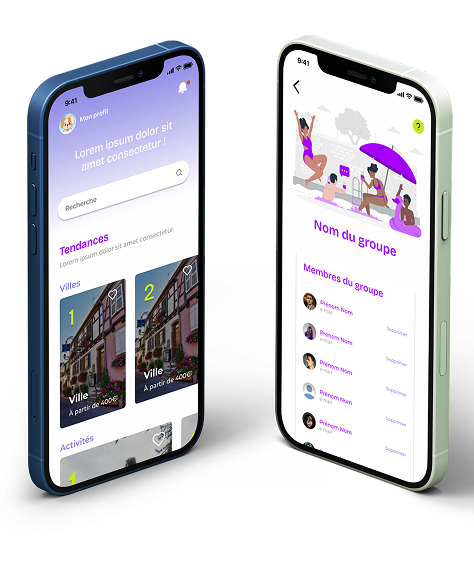 9:41
Mon profil
Lorem ipsum dolor sit
amet consectetur !
Recherche
Tendances
Lorem ipsum dolor sit amet consectetur.
Villes
1
2
Ville
À partir de 400€
Ville
À partir de 400€
Activités
1
9:41
?
Nom du groupe
Membres du groupe
Prénom Nom
e-mail
Supprimer
Prénom Nom
e-mail
Supprimer
Prénom Nom
e-mail
Supprimer
Prénom Nom
e-mail
Supprimer
Prénom Nom
e-mail
Supprimer
Prénom Nom
Supprimer